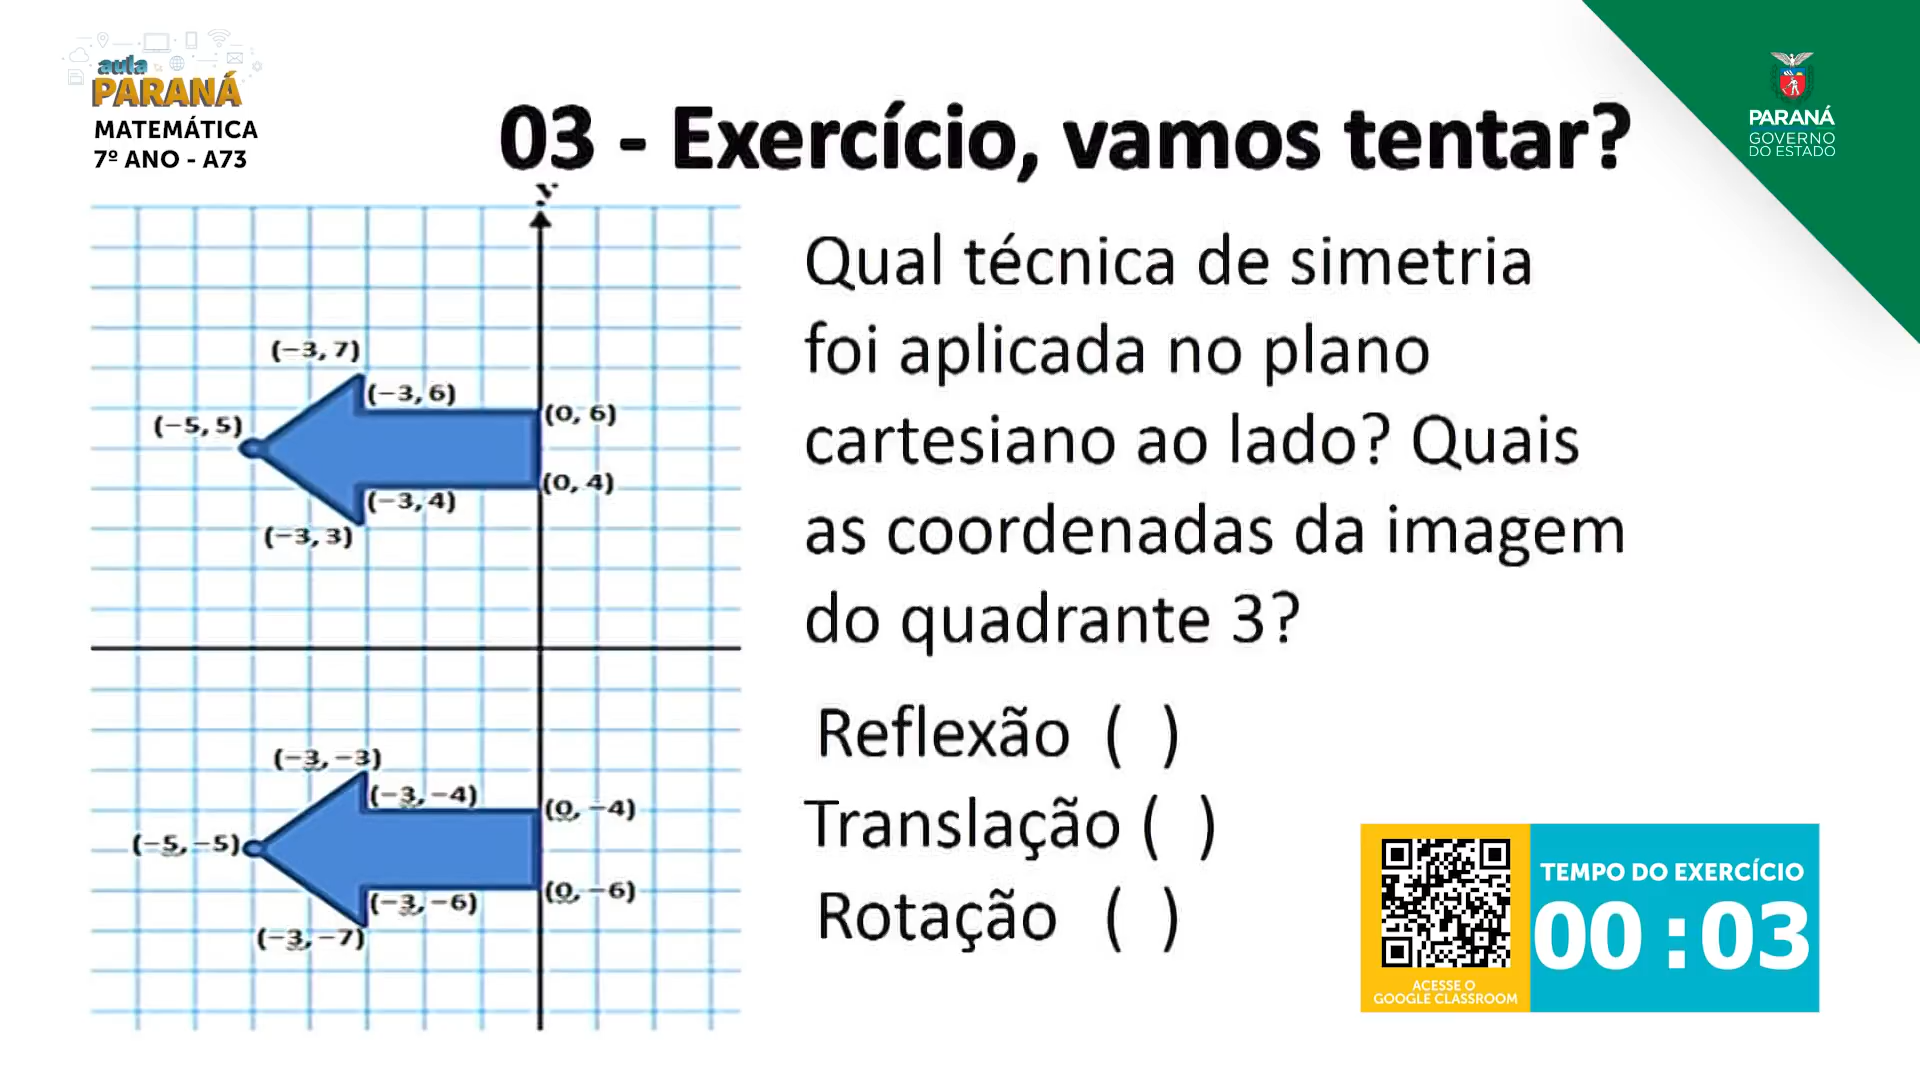 aula
PARANÁ
MATEMÁTICA
7º ANO - A73
03 - Exercício, vamos tentar?
PARANÁ
GOVERNO
DO ESTADO
y
(−3, 7)
(−3, 6)
(0, 6)
(−5, 5)
(0, 4)
(−3, 4)
(−3, 3)
(−3, −3)
(−3, −4)
(0, −4)
(−5, −5)
(0, −6)
(−3, −6)
(−3, −7)
Qual técnica de simetria
foi aplicada no plano
cartesiano ao lado? Quais
as coordenadas da imagem
do quadrante 3?
Reflexão ( )
Translação ( )
Rotação ( )
ACESSE O
GOOGLE CLASSROOM
TEMPO DO EXERCÍCIO
00 : 03